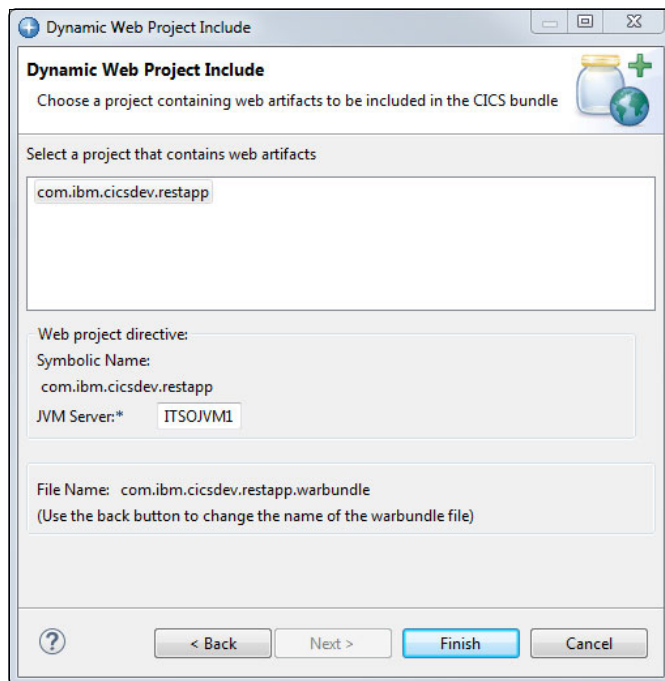 Dynamic Web Project Include
Dynamic Web Project Include
Choose a project containing web artifacts to be included in the CICS bundle
Select a project that contains web artifacts
com.ibm.cicsdev.restapp
Web project directive:
Symbolic Name:
com.ibm.cicsdev.restapp
JVM Server:* ITSOJVM1
File Name: com.ibm.cicsdev.restapp.warbundle
(Use the back button to change the name of the warbundle file)
? < Back Next > Finish Cancel